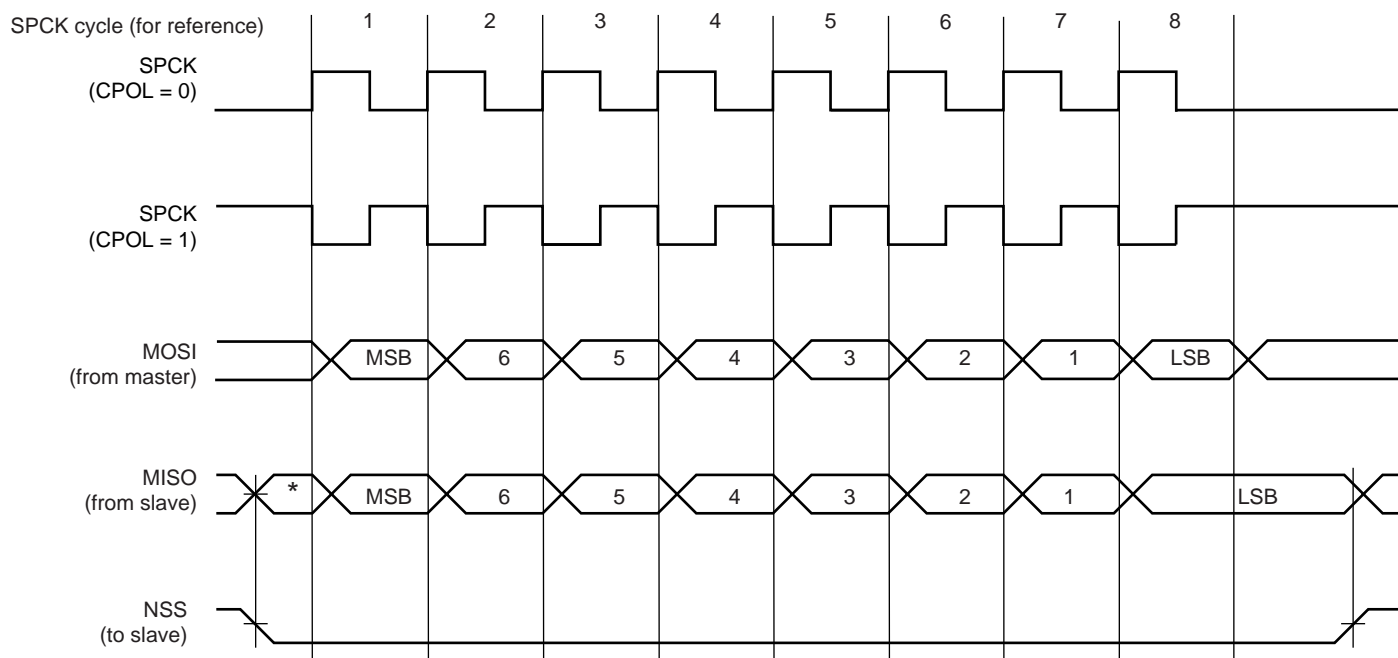 SPCK cycle (for reference) 1 2 3 4 5 6 7 8
SPCK
(CPOL = 0)
SPCK
(CPOL = 1)
MOSI
(from master)
MSB 6 5 4 3 2 1 LSB
MISO
(from slave)
* MSB 6 5 4 3 2 1 LSB
NSS
(to slave)